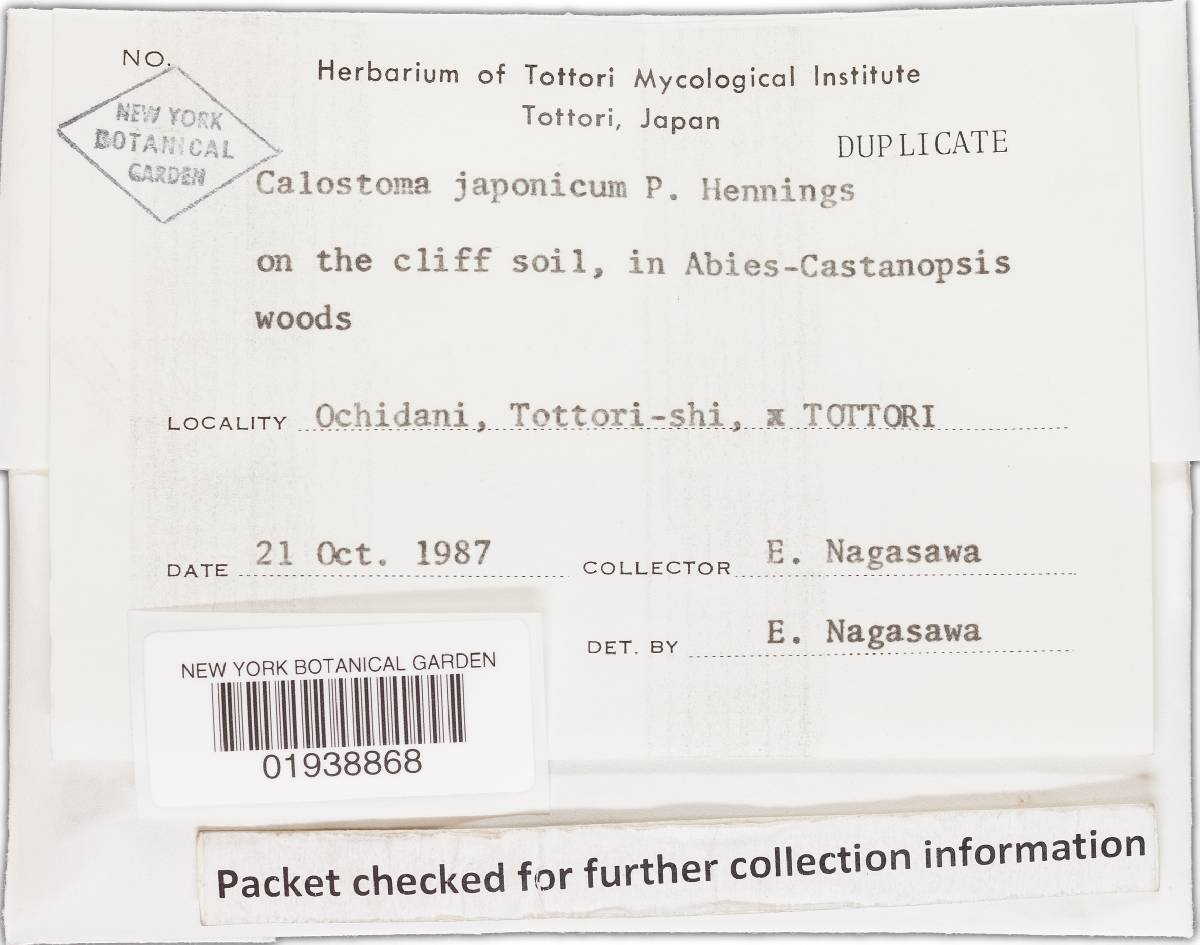 NO.
Herbarium of Tottori Mycological Institute
Tottori, Japan
NEW YORK
BOTANICAL
GARDEN
DUPLICATE
Calostoma japonicum P. Hennings
on the cliff soil, in Abies-Castanopsis
woods
LOCALITY Ochidani, Tottori-shi, x TOTTORI
DATE 21 Oct. 1987 COLLECTOR E. Nagasawa
DET. BY E. Nagasawa
NEW YORK BOTANICAL GARDEN
01938868
Packet checked for further collection information